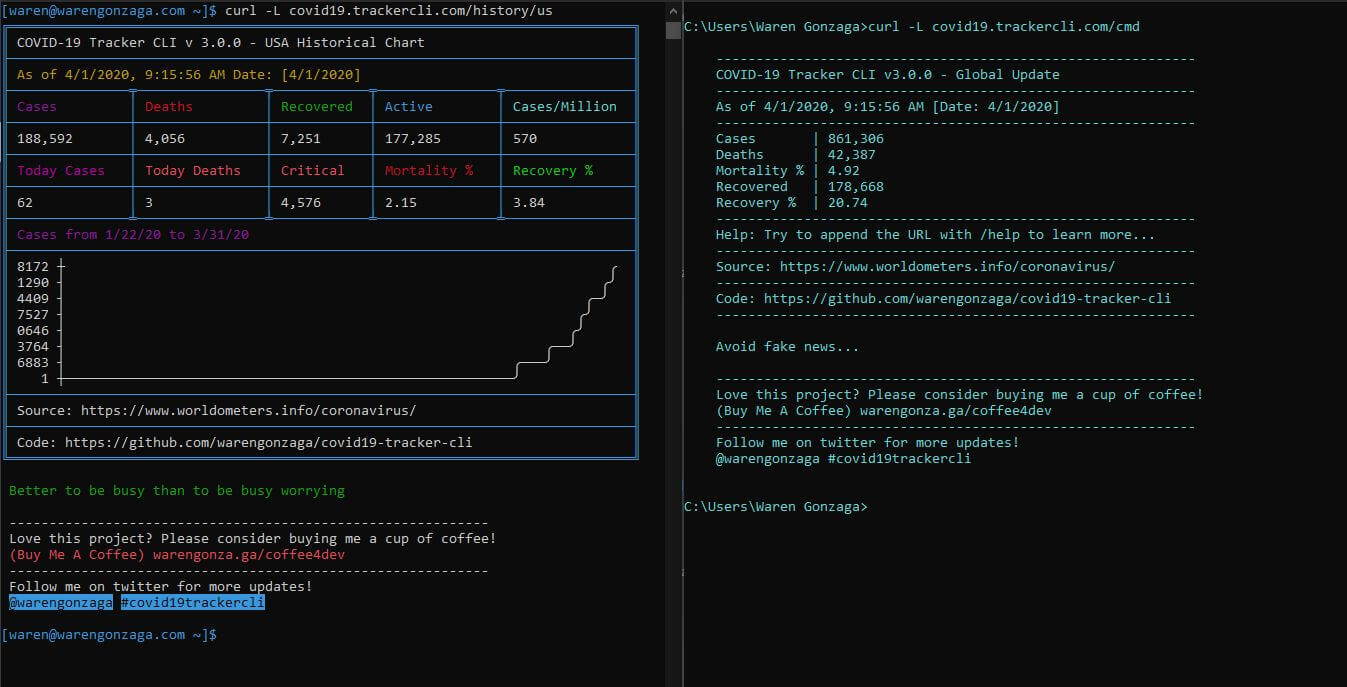 [waren@warengonzaga.com ~]$ curl -L covid19.trackercli.com/history/us
COVID-19 Tracker CLI v 3.0.0 - USA Historical Chart
As of 4/1/2020, 9:15:56 AM Date: [4/1/2020]
Cases Deaths Recovered Active Cases/Million
188,592 4,056 7,251 177,285 570
Today Cases Today Deaths Critical Mortality % Recovery %
62 3 4,576 2.15 3.84
Cases from 1/22/20 to 3/31/20
8172
1290
4409
7527
0646
3764
6883
1
Source: https://www.worldometers.info/coronavirus/
Code: https://github.com/warengonzaga/covid19-tracker-cli
Better to be busy than to be busy worrying
------------------------------------------------------------
Love this project? Please consider buying me a cup of coffee!
(Buy Me A Coffee) warengonza.ga/coffee4dev
------------------------------------------------------------
Follow me on twitter for more updates!
@warengonzaga #covid19trackercli
[waren@warengonzaga.com ~]$
C:\Users\Waren Gonzaga>curl -L covid19.trackercli.com/cmd
------------------------------------------------------------
COVID-19 Tracker CLI v3.0.0 - Global Update
------------------------------------------------------------
As of 4/1/2020, 9:15:56 AM [Date: 4/1/2020]
------------------------------------------------------------
Cases | 861,306
Deaths | 42,387
Mortality % | 4.92
Recovered | 178,668
Recovery % | 20.74
------------------------------------------------------------
Help: Try to append the URL with /help to learn more...
------------------------------------------------------------
Source: https://www.worldometers.info/coronavirus/
------------------------------------------------------------
Code: https://github.com/warengonzaga/covid19-tracker-cli
------------------------------------------------------------
Avoid fake news...
------------------------------------------------------------
Love this project? Please consider buying me a cup of coffee!
(Buy Me A Coffee) warengonza.ga/coffee4dev
------------------------------------------------------------
Follow me on twitter for more updates!
@warengonzaga #covid19trackercli
C:\Users\Waren Gonzaga>